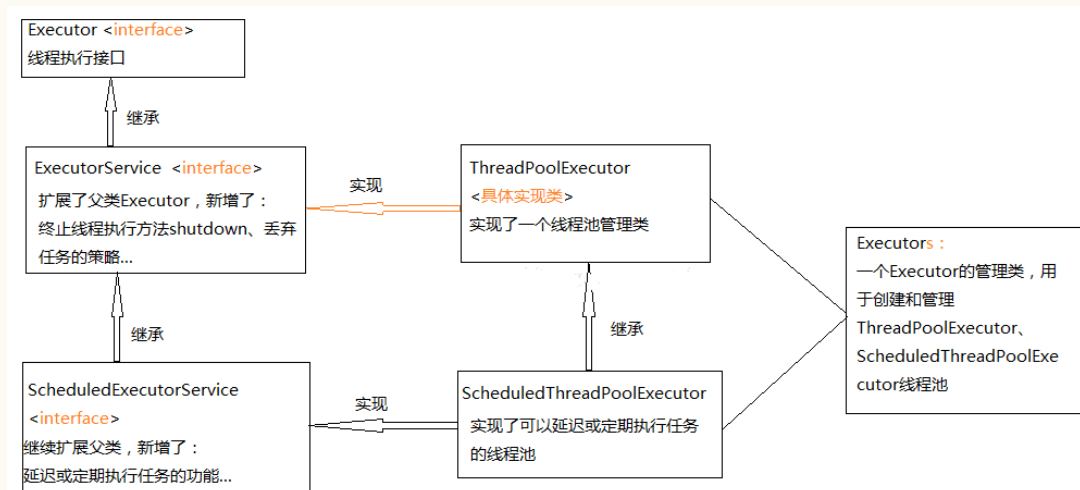 Executor <interface>
线程执行接口
继承
ExecutorService <interface>
扩展了父类Executor，新增了：
终止线程执行方法shutdown、丢弃
任务的策略...
实现
ThreadPoolExecutor
<具体实现类>
实现了一个线程池管理类
Executors：
一个Executor的管理类，用
于创建和管理
ThreadPoolExecutor、
ScheduledThreadPoolExe
cutor线程池
继承
继承
ScheduledExecutorService
<interface>
继续扩展父类，新增了：
延迟或定期执行任务的功能...
实现
ScheduledThreadPoolExecutor
实现了可以延迟或定期执行任务
的线程池